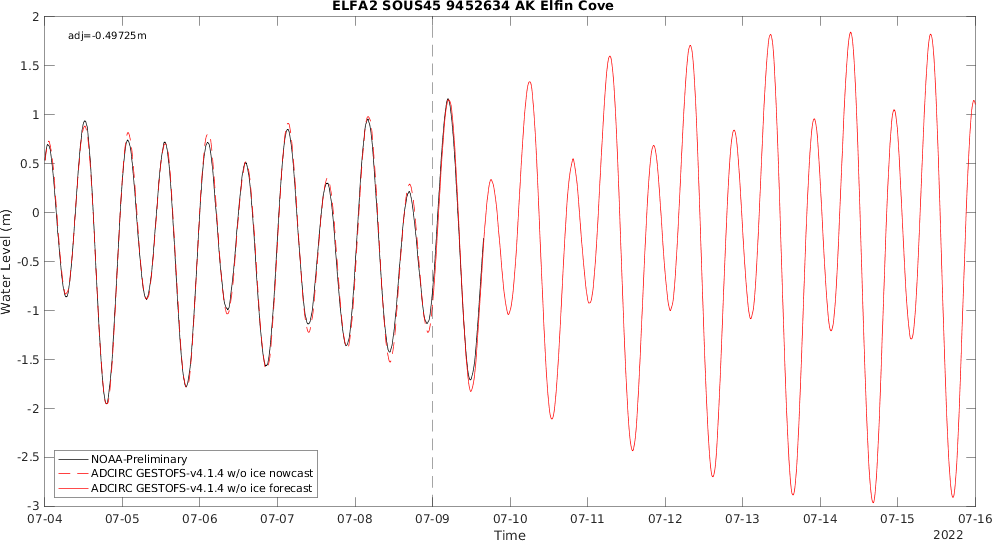 ELFA2 SOUS45 9452634 AK Elfin Cove
adj=-0.49725m
2
1.5
1
0.5
0
-0.5
-1
-1.5
-2
-2.5
-3
Water Level (m)
NOAA-Preliminary
ADCIRC GESTOFS-v4.1.4 w/o ice nowcast
ADCIRC GESTOFS-v4.1.4 w/o ice forecast
07-04 07-05 07-06 07-07 07-08 07-09 07-10 07-11 07-12 07-13 07-14 07-15 07-16
Time
2022